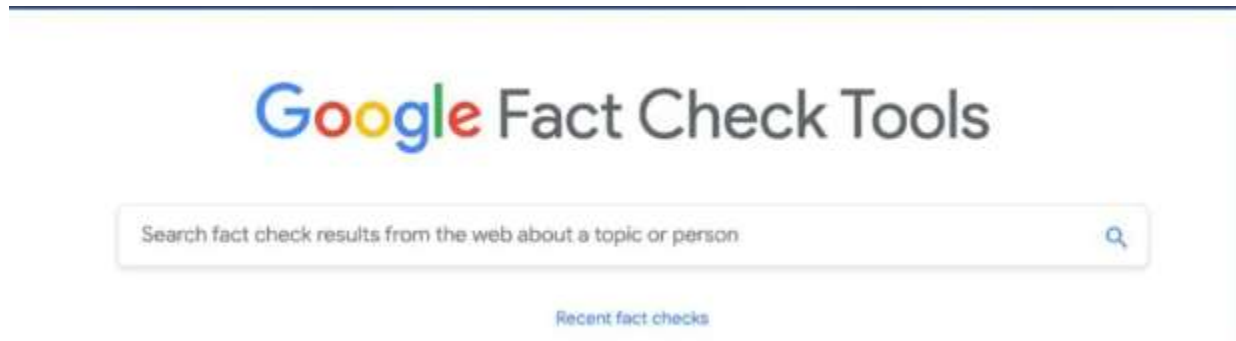 Google Fact Check Tools
Search fact check results from the web about a topic or person
Recent fact checks